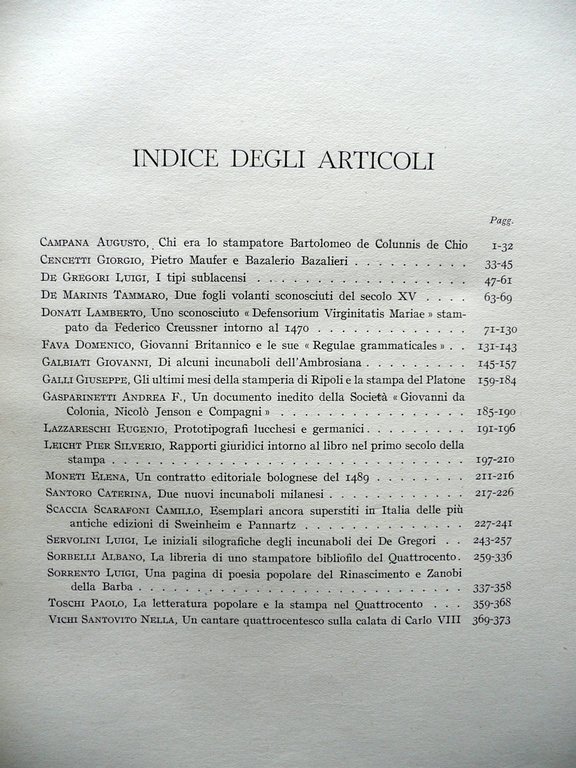 INDICE DEGLI ARTICOLI
Pagg.
CAMPANA AUGUSTO, Chi era lo stampatore Bartolomeo de Colunnis de Chio 1-32
CENCETTI GIORGIO, Pietro Maufer e Bazalerio Bazalieri . . . . . . . . . . 33-45
DE GREGORI LUIGI, I tipi sublacensi . . . . . . . . . . . . . . . . . . 47-61
DE MARINIS TAMMARO, Due fogli volanti sconosciuti del secolo XV . . . . 63-69
DONATI LAMBERTO, Uno sconosciuto « Defensorium Virginitatis Mariae » stam-
pato da Federico Creussner intorno al 1470 . . . . . . . . . . . 71-130
FAVA DOMENICO, Giovanni Britannico e le sue « Regulae grammaticales » . . 131-143
GALBIATI GIOVANNI, Di alcuni incunaboli dell'Ambrosiana . . . . . . . . . 145-157
GALLI GIUSEPPE, Gli ultimi mesi della stamperia di Ripoli e la stampa del Platone 159-184
GASPARINETTI ANDREA F., Un documento inedito della Società « Giovanni da
Colonia, Nicolò Jenson e Compagni » . . . . . . . . . . . . . . 185-190
LAZZARESCHI EUGENIO, Prototipografi lucchesi e germanici . . . . . . . . . 191-196
LEICHT PIER SILVERIO, Rapporti giuridici intorno al libro nel primo secolo della
stampa . . . . . . . . . . . . . . . . . . . . . . . . . . . . 197-210
MONETI ELENA, Un contratto editoriale bolognese del 1489 . . . . . . . . . 211-216
SANTORO CATERINA, Due nuovi incunaboli milanesi . . . . . . . . . . . . 217-226
SCACCIA SCARAFONI CAMILLO, Esemplari ancora superstiti in Italia delle più
antiche edizioni di Sweinheim e Pannartz . . . . . . . . . . . . 227-241
SERVOLINI LUIGI, Le iniziali silografiche degli incunaboli dei De Gregori . . 243-257
SORBELLI ALBANO, La libreria di uno stampatore bibliofilo del Quattrocento . 259-336
SORRENTO LUIGI, Una pagina di poesia popolare del Rinascimento e Zanobi
della Barba . . . . . . . . . . . . . . . . . . . . . . . . . . 337-358
TOSCHI PAOLO, La letteratura popolare e la stampa nel Quattrocento . . . 359-368
VICHI SANTOVITO NELLA, Un cantare quattrocentesco sulla calata di Carlo VIII 369-373